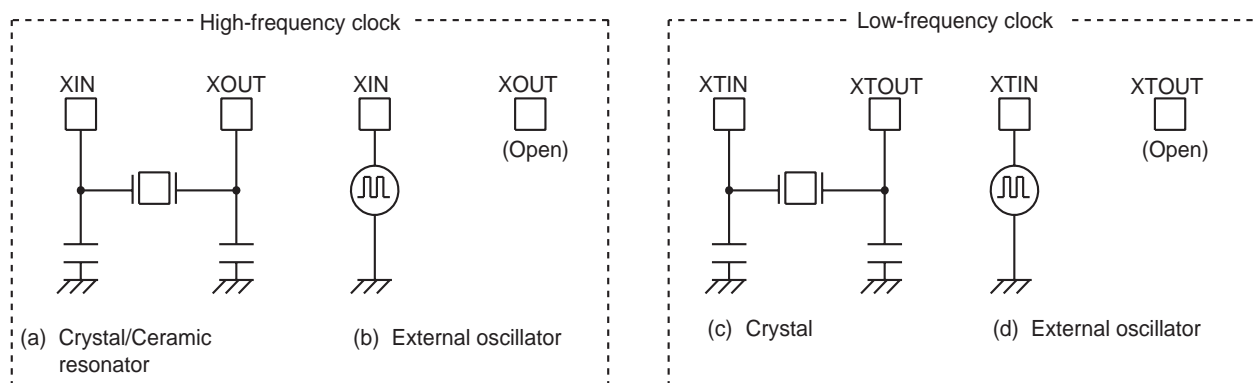 High-frequency clock
XIN
XOUT
XIN
XOUT
(Open)
(a) Crystal/Ceramic
resonator
(b) External oscillator
Low-frequency clock
XTIN
XTOUT
XTIN
XTOUT
(Open)
(c) Crystal
(d) External oscillator